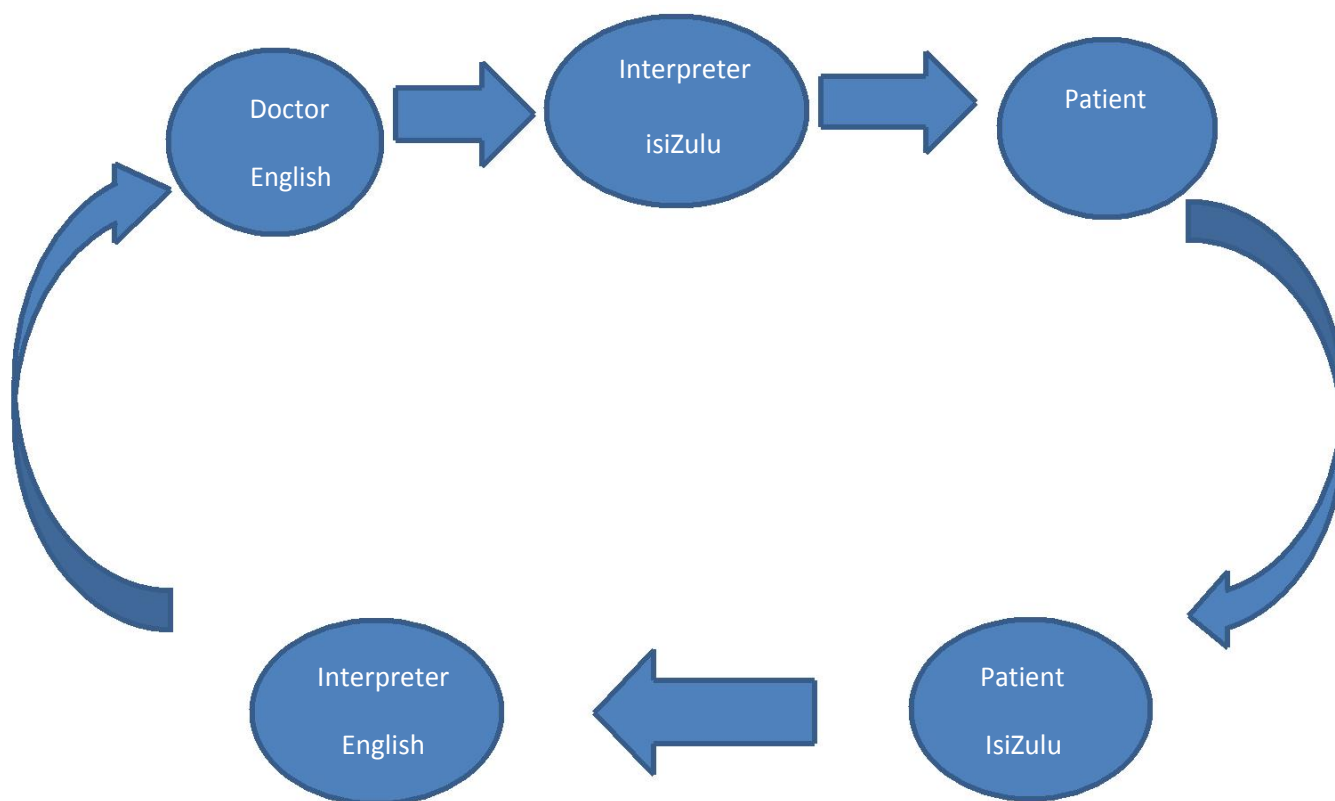 Doctor
English
Interpreter
isiZulu
Patient
Patient
IsiZulu
Interpreter
English